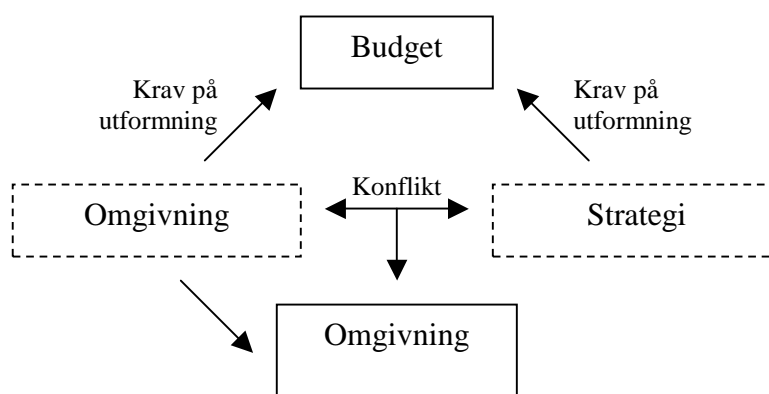 Budget
Krav på
utformning
Krav på
utformning
Konflikt
Omgivning
Strategi
Omgivning